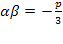 αβ = −p/3